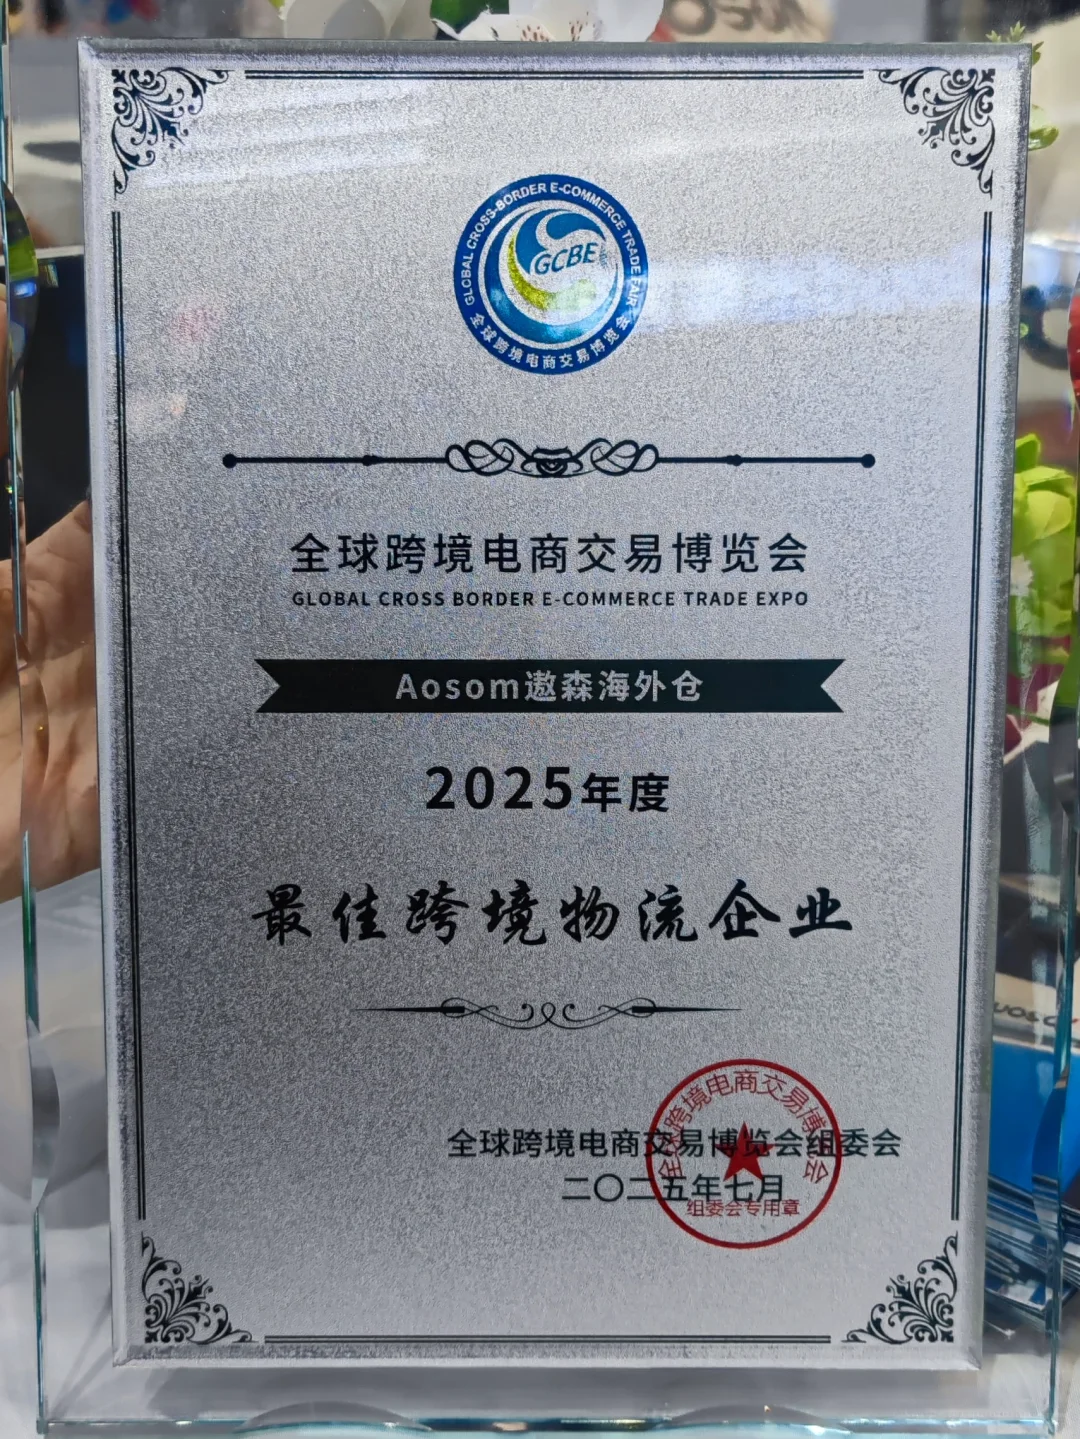 GLOBAL CROSS-BORDER E-COMMERCE TRADE FAIR
GCBE
全球跨境电商交易博览会
全球跨境电商交易博览会
GLOBAL CROSS BORDER E-COMMERCE TRADE EXPO
Aosom遨森海外仓
2025年度
最佳跨境物流企业
全球跨境电商交易博览会组委会
二〇二五年七月
全球跨境电商交易博览会
组委会专用章